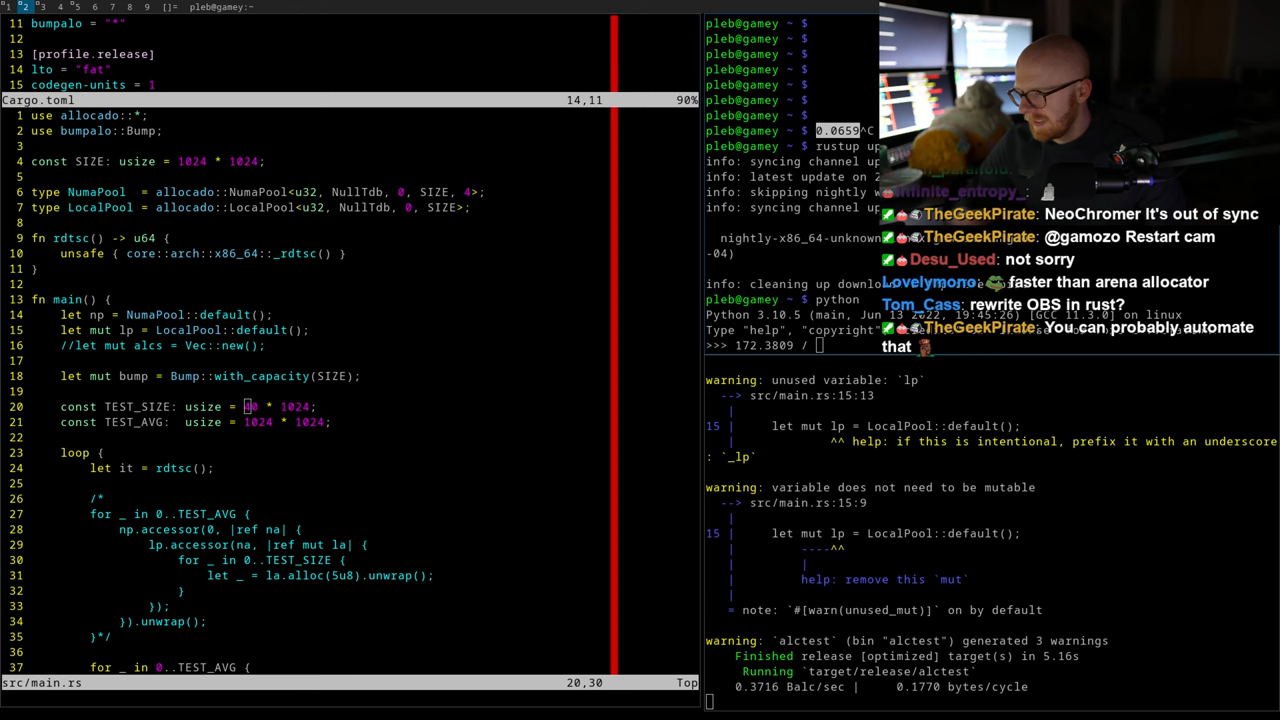 1 2 3 4 5 6 7 8 9 []= pleb@gamey:~
11 bumpalo = "*"
12
13 [profile.release]
14 lto = "fat"
15 codegen-units = 1
Cargo.toml 14,11 90%
1 use allocado::*;
2 use bumpalo::Bump;
3
4 const SIZE: usize = 1024 * 1024;
5
6 type NumaPool = allocado::NumaPool<u32, NullTdb, 0, SIZE, 4>;
7 type LocalPool = allocado::LocalPool<u32, NullTdb, 0, SIZE>;
8
9 fn rdtsc() -> u64 {
10 unsafe { core::arch::x86_64::_rdtsc() }
11 }
12
13 fn main() {
14 let np = NumaPool::default();
15 let mut lp = LocalPool::default();
16 //let mut alcs = Vec::new();
17
18 let mut bump = Bump::with_capacity(SIZE);
19
20 const TEST_SIZE: usize = 40 * 1024;
21 const TEST_AVG: usize = 1024 * 1024;
22
23 loop {
24 let it = rdtsc();
25
26 /*
27 for _ in 0..TEST_AVG {
28 np.accessor(0, |ref na| {
29 lp.accessor(na, |ref mut la| {
30 for _ in 0..TEST_SIZE {
31 let _ = la.alloc(5u8).unwrap();
32 }
33 });
34 }).unwrap();
35 }*/
36
37 for _ in 0..TEST_AVG {
src/main.rs 20,30 Top
pleb@gamey ~ $
pleb@gamey ~ $
pleb@gamey ~ $
pleb@gamey ~ $
pleb@gamey ~ $
pleb@gamey ~ $
pleb@gamey ~ $
pleb@gamey ~ $ 0.0659^C
pleb@gamey ~ $ rustup up
info: syncing channel
info: latest update on 2
info: skipping nightly
info: syncing channel up
nightly-x86_64-unknown
-04)
info: cleaning up downlo
pleb@gamey ~ $ python
Python 3.10.5 (main, Jun 13 2022, 19:45:26) [GCC 11.3.0] on linux
Type "help", "copyright"
>>> 172.3809 /
infinite_entropy_:
TheGeekPirate: NeoChromer It's out of sync
TheGeekPirate: @gamozo Restart cam
Desu_Used: not sorry
Lovelymono: faster than arena allocator
Tom_Cass: rewrite OBS in rust?
TheGeekPirate: You can probably automate
that
warning: unused variable: `lp`
--> src/main.rs:15:13
|
15 | let mut lp = LocalPool::default();
| ^^ help: if this is intentional, prefix it with an underscore
: `_lp`
warning: variable does not need to be mutable
--> src/main.rs:15:9
|
15 | let mut lp = LocalPool::default();
| ----^^
| |
| help: remove this `mut`
|
= note: `#[warn(unused_mut)]` on by default
warning: `alctest` (bin "alctest") generated 3 warnings
Finished release [optimized] target(s) in 5.16s
Running `target/release/alctest`
0.3716 Balc/sec | 0.1770 bytes/cycle